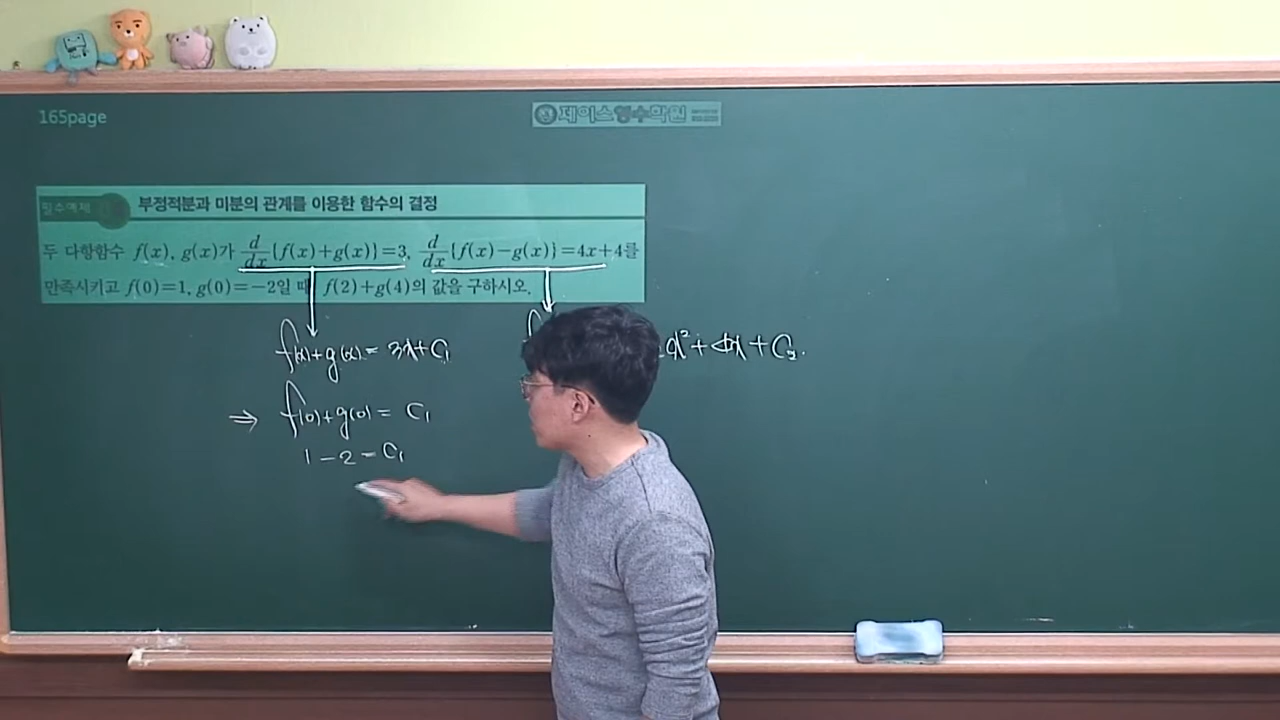 165page
제이스영수학원
필수예제
부정적분과 미분의 관계를 이용한 함수의 결정
두 다항함수 f(x), g(x)가 d/dx{f(x)+g(x)}=3, d/dx{f(x)-g(x)}=4x+4를
만족시키고 f(0)=1, g(0)=-2일 때 f(2)+g(4)의 값을 구하시오.
f(x)+g(x)=3x+C₁
x²+4x+C₂.
⇒ f(0)+g(0)=C₁
1-2=C₁